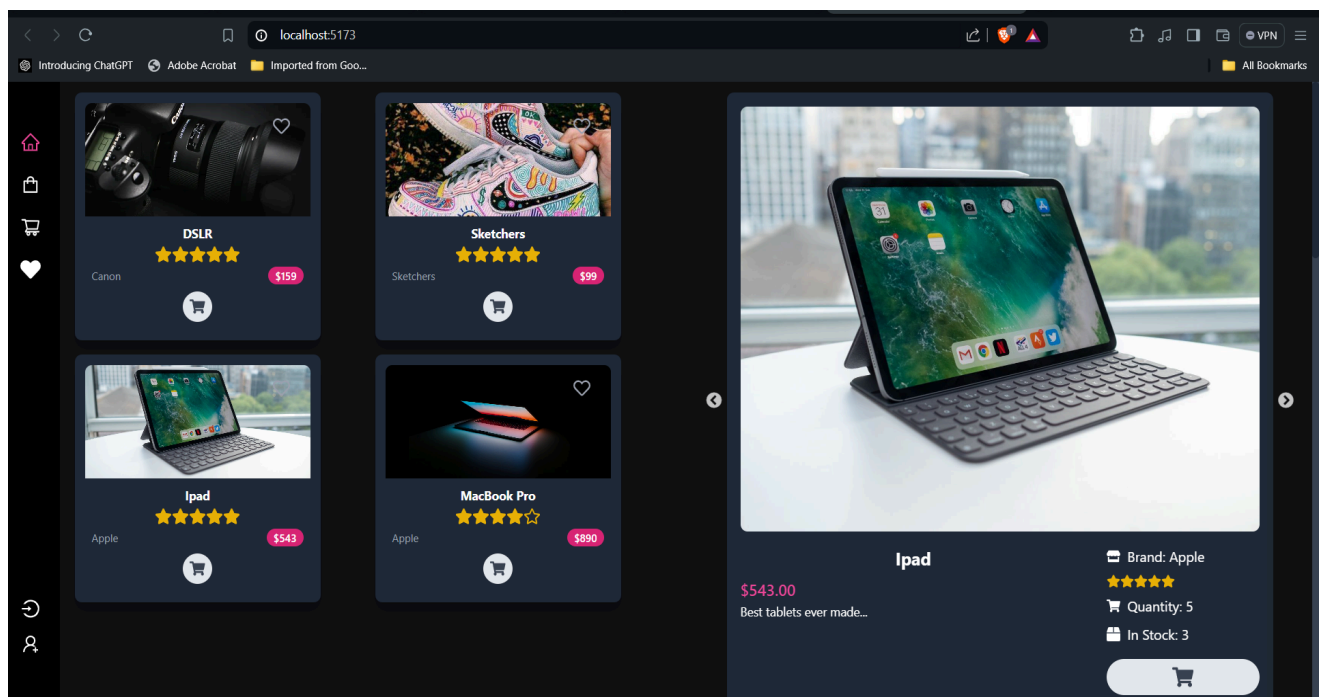 localhost:5173
1
VPN
Introducing ChatGPT
Adobe Acrobat
Imported from Goo...
All Bookmarks
DSLR
Canon
$159
Sketchers
Sketchers
$99
Ipad
Apple
$543
MacBook Pro
Apple
$890
31
Ipad
$543.00
Best tablets ever made...
Brand: Apple
Quantity: 5
In Stock: 3